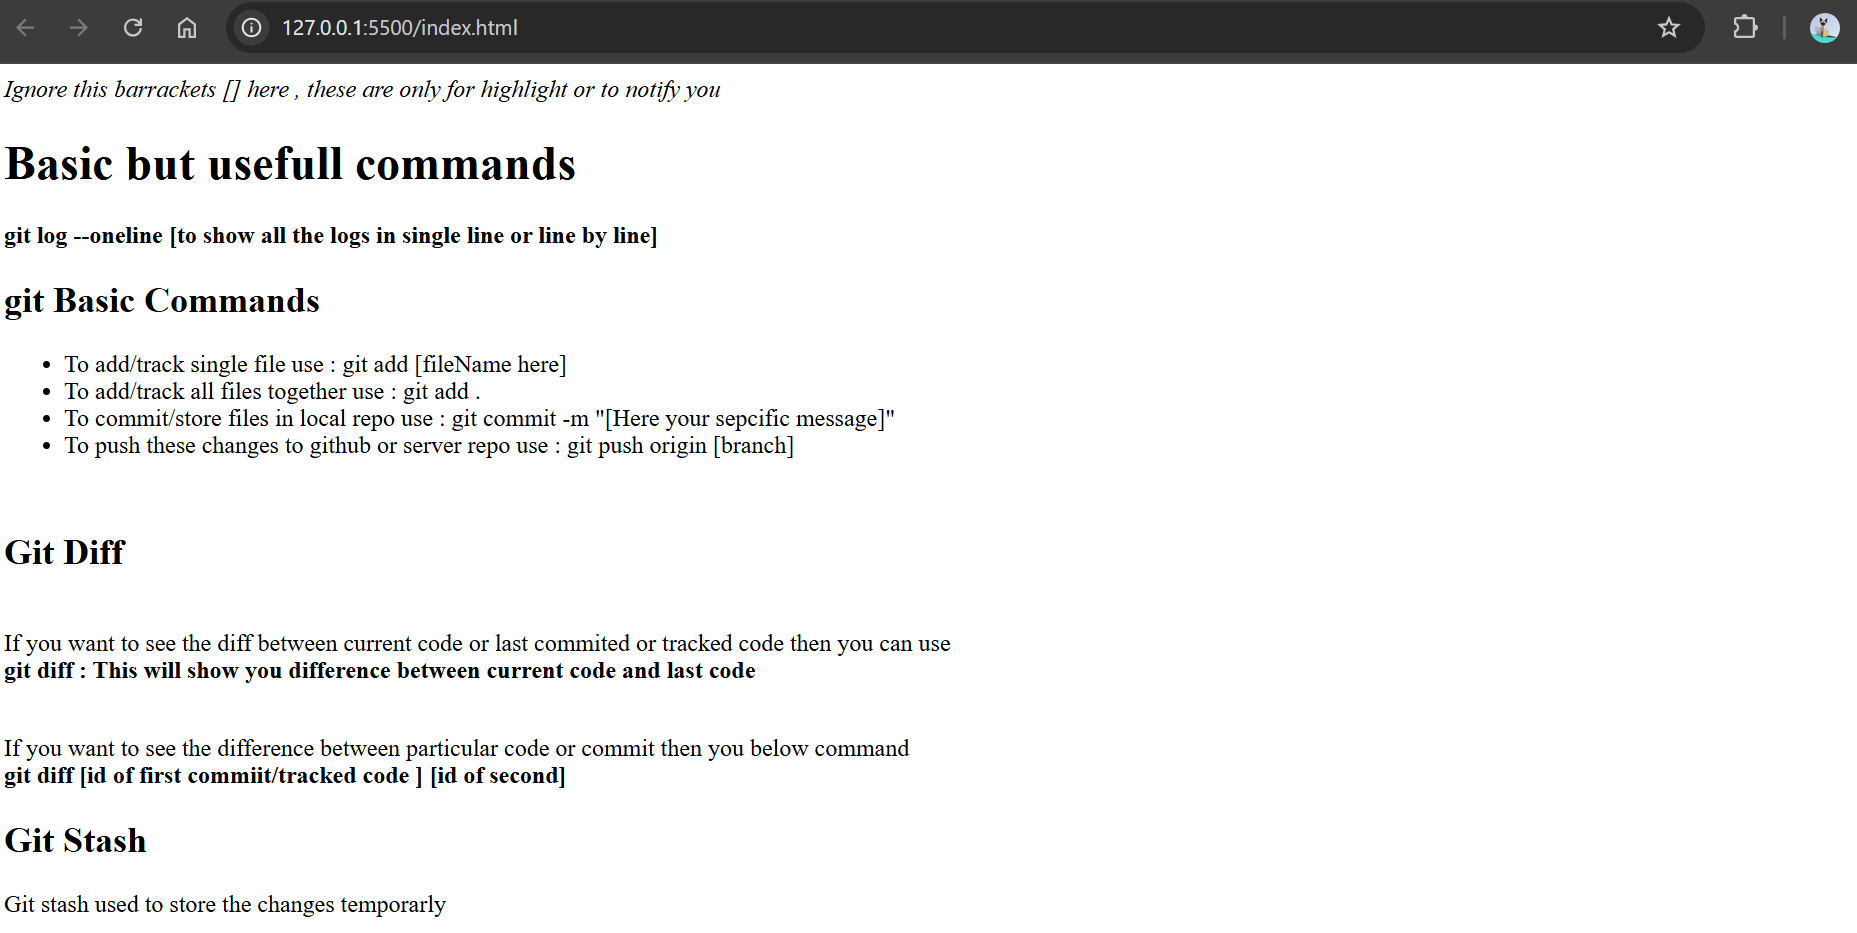 127.0.0.1:5500/index.html
Ignore this barrackets [] here , these are only for highlight or to notify you
Basic but usefull commands
git log --oneline [to show all the logs in single line or line by line]
git Basic Commands
• To add/track single file use : git add [fileName here]
• To add/track all files together use : git add .
• To commit/store files in local repo use : git commit -m "[Here your sepcific message]"
• To push these changes to github or server repo use : git push origin [branch]
Git Diff
If you want to see the diff between current code or last commited or tracked code then you can use
git diff : This will show you difference between current code and last code
If you want to see the difference between particular code or commit then you below command
git diff [id of first commiit/tracked code ] [id of second]
Git Stash
Git stash used to store the changes temporarly